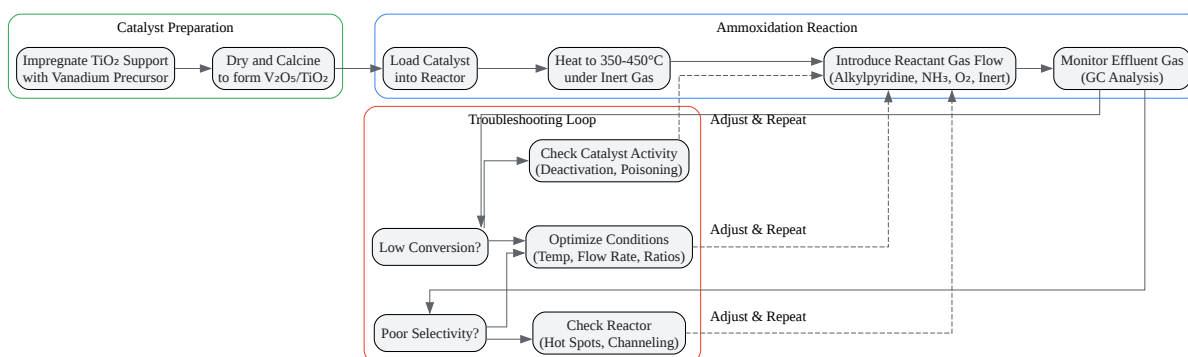 Catalyst Preparation
Ammoxidation Reaction
Impregnate TiO₂ Support
with Vanadium Precursor
Dry and Calcine
to form V₂O₅/TiO₂
Load Catalyst
into Reactor
Heat to 350-450°C
under Inert Gas
Introduce Reactant Gas Flow
(Alkylpyridine, NH₃, O₂, Inert)
Monitor Effluent Gas
(GC Analysis)
Troubleshooting Loop
Adjust & Repeat
Check Catalyst Activity
(Deactivation, Poisoning)
Low Conversion?
Optimize Conditions
(Temp, Flow Rate, Ratios)
Adjust & Repeat
Poor Selectivity?
Check Reactor
(Hot Spots, Channeling)
Adjust & Repeat